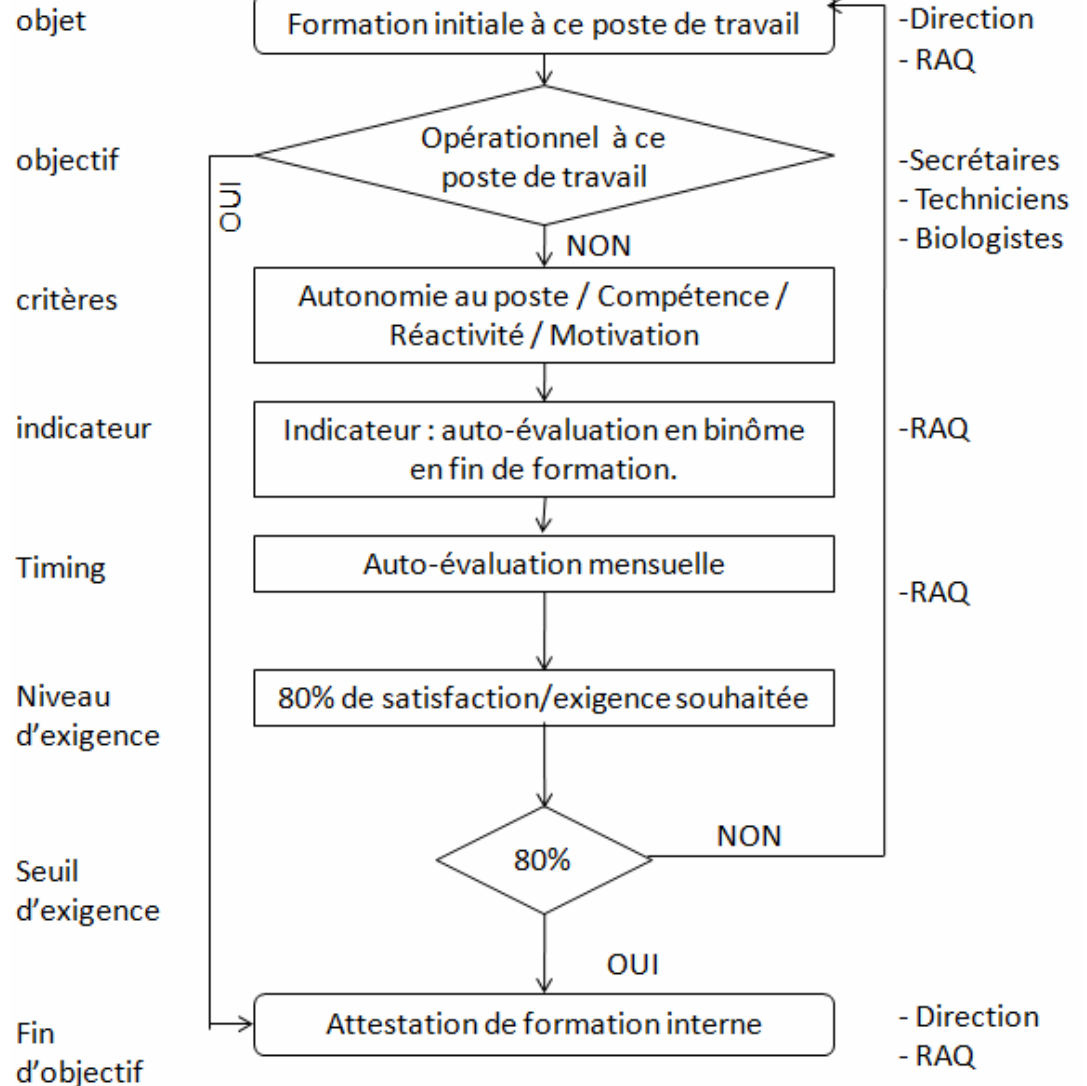 objet
Formation initiale à ce poste de travail
-Direction
- RAQ
objectif
Opérationnel à ce
poste de travail
-Secrétaires
- Techniciens
- Biologistes
OUI
NON
critères
Autonomie au poste / Compétence /
Réactivité / Motivation
indicateur
Indicateur : auto-évaluation en binôme
en fin de formation.
-RAQ
Timing
Auto-évaluation mensuelle
-RAQ
Niveau
d'exigence
80% de satisfaction/exigence souhaitée
Seuil
d'exigence
80%
NON
OUI
Fin
d'objectif
Attestation de formation interne
- Direction
- RAQ